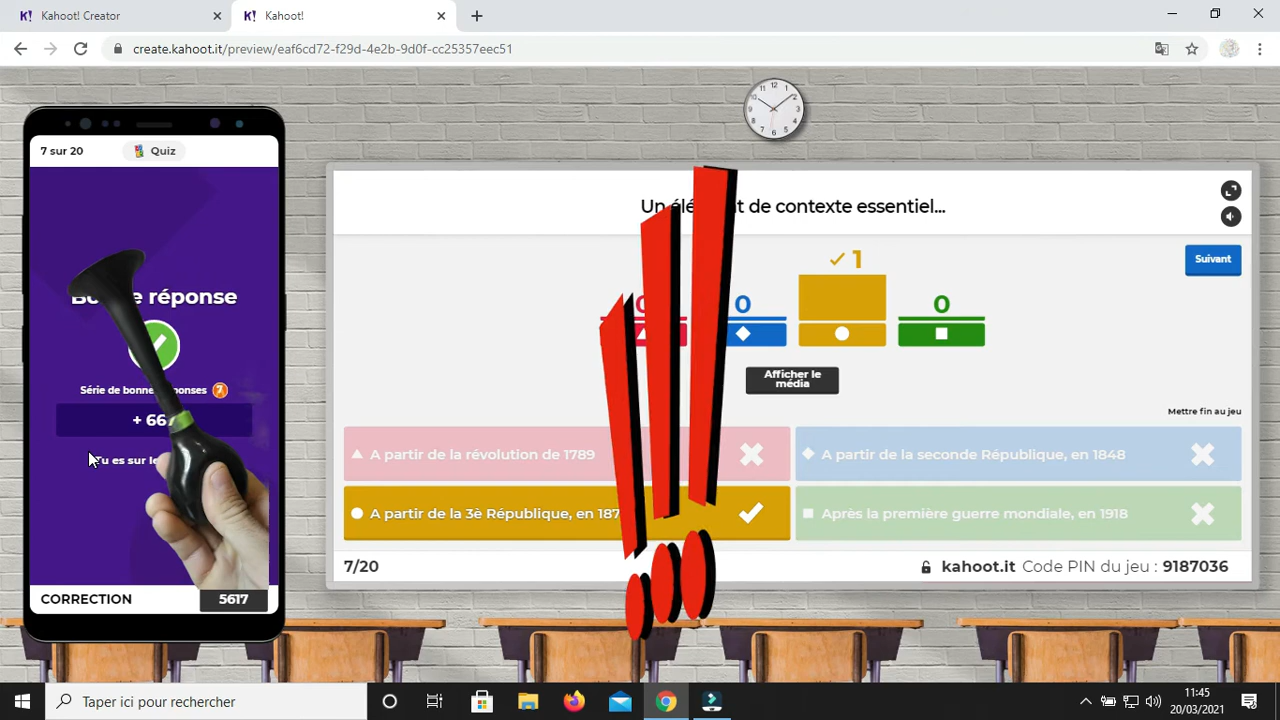 Kahoot! Creator
Kahoot!
create.kahoot.it/preview/eaf6cd72-f29d-4e2b-9d0f-cc25357eec51
7 sur 20
Quiz
réponse
Série de bonnes
7
+ 66
Tu es sur
CORRECTION
5617
Un de contexte essentiel...
0
0
1
0
Suivant
Afficher le
média
Mettre fin au jeu
A partir de la révolution de 1789
A partir de la seconde République, en 1848
A partir de la 3è République, en 187
Après la première guerre mondiale, en 1918
7/20
kahoot.it Code PIN du jeu : 9187036
Taper ici pour rechercher
11:45
20/03/2021